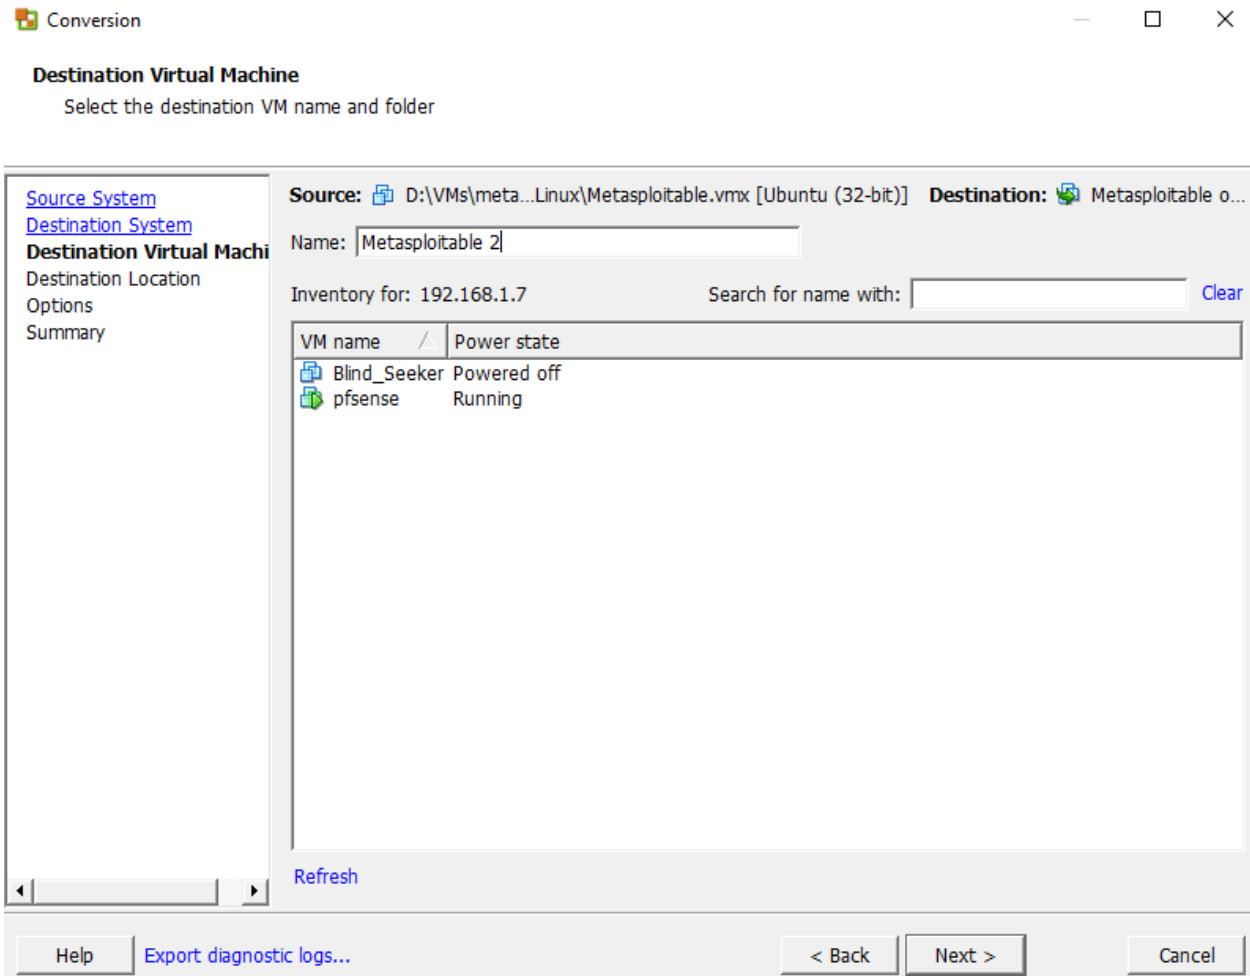 Conversion
Destination Virtual Machine
Select the destination VM name and folder
Source System
Destination System
Destination Virtual Machi
Destination Location
Options
Summary
Source: D:\VMs\meta...Linux\Metasploitable.vmx [Ubuntu (32-bit)] Destination: Metasploitable o...
Name: Metasploitable 2
Inventory for: 192.168.1.7 Search for name with: Clear
VM name Power state
Blind_Seeker Powered off
pfsense Running
Refresh
Help Export diagnostic logs... < Back Next > Cancel